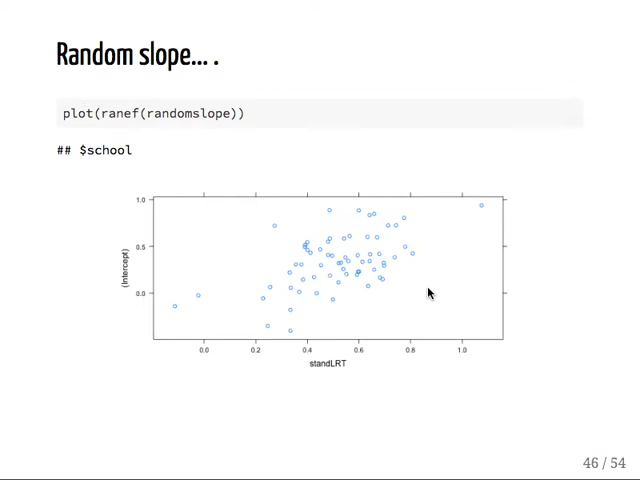 Random slope... .
plot(ranef(randomslope))
## $school
(Intercept)
1.0
0.5
0.0
0.0 0.2 0.4 0.6 0.8 1.0
standLRT
46 / 54